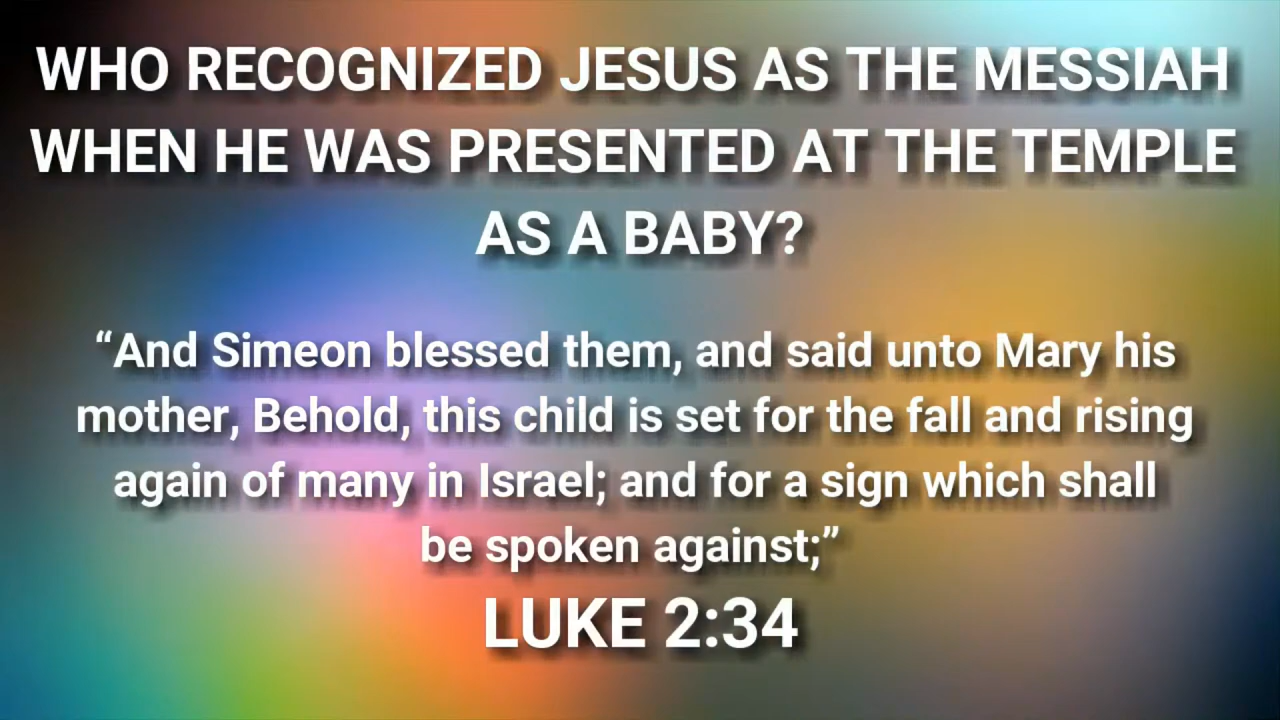 WHO RECOGNIZED JESUS AS THE MESSIAH
WHEN HE WAS PRESENTED AT THE TEMPLE
AS A BABY?
“And Simeon blessed them, and said unto Mary his
mother, Behold, this child is set for the fall and rising
again of many in Israel; and for a sign which shall
be spoken against;”
LUKE 2:34